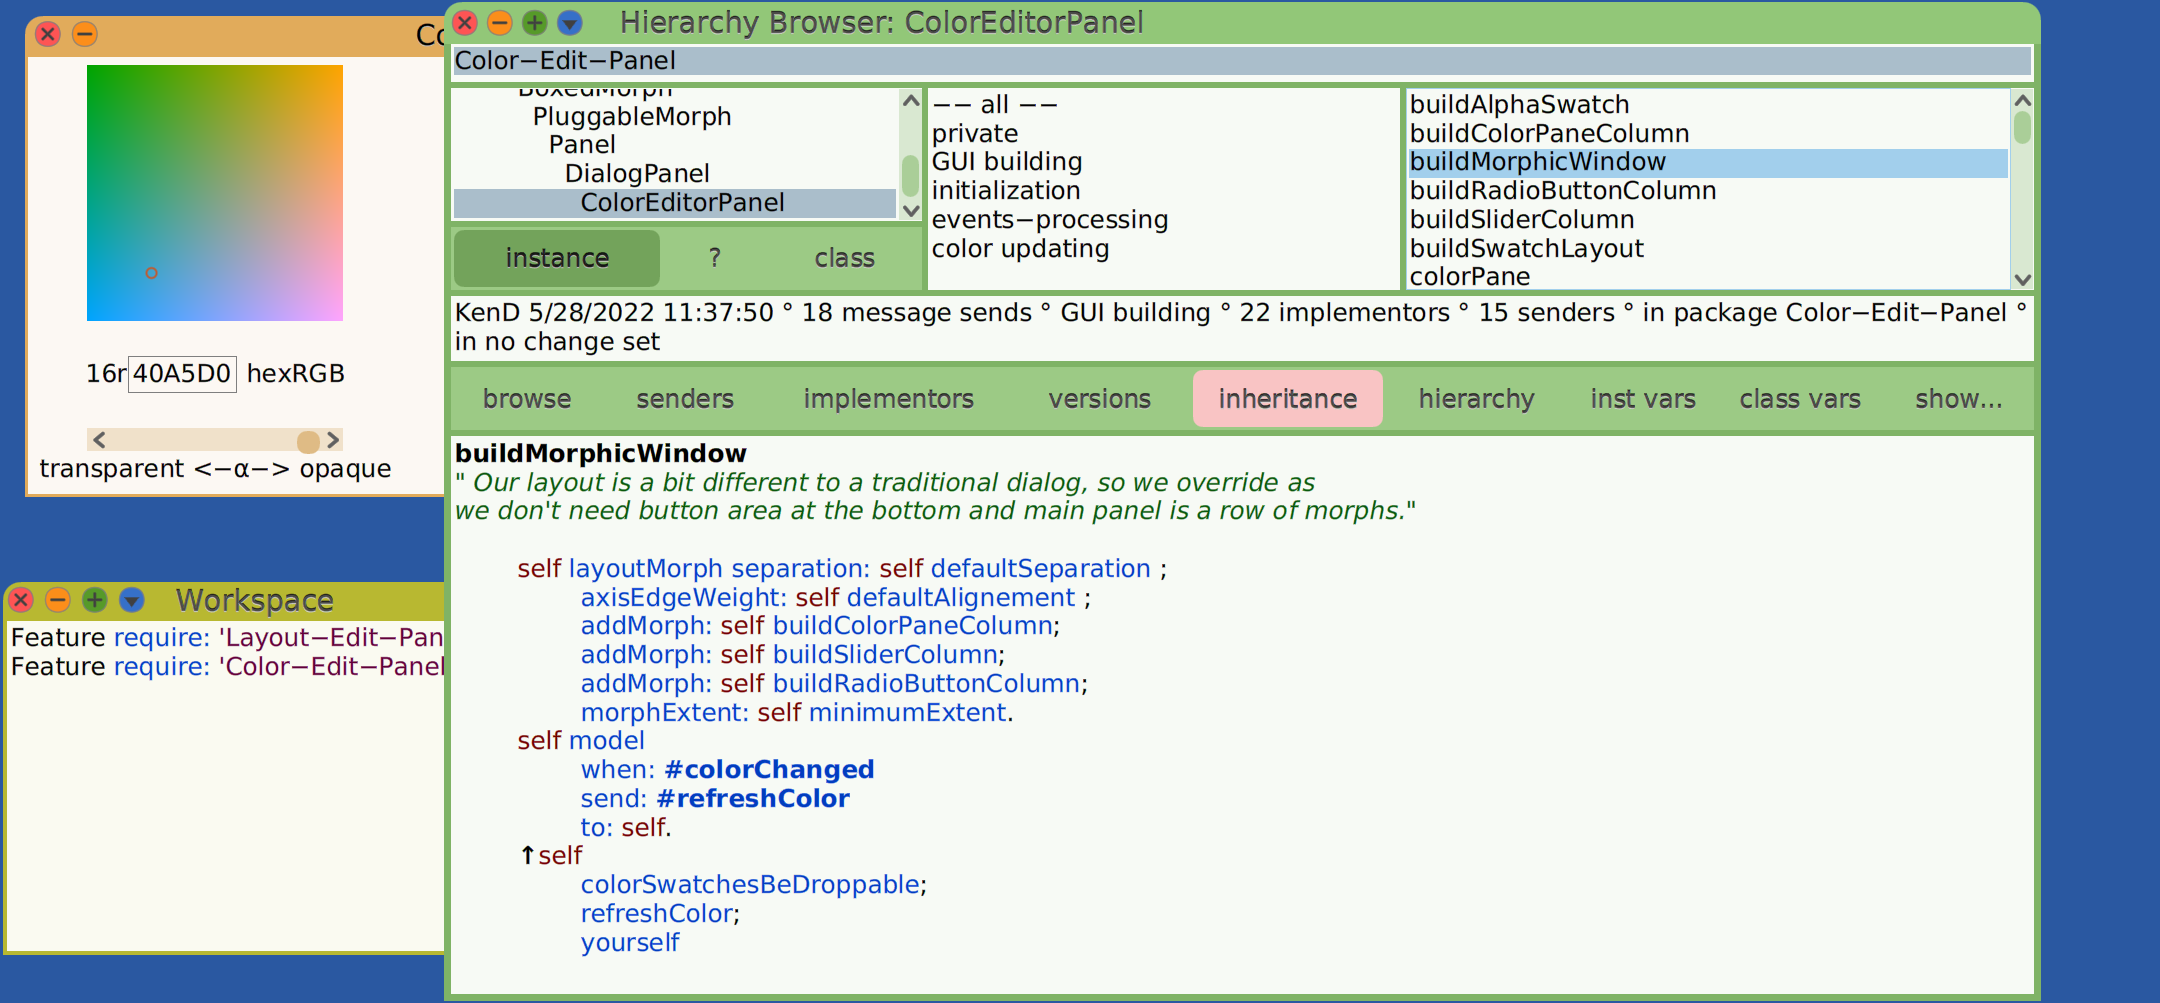 Co
16r 40A5D0 hexRGB
transparent <−α−> opaque
Workspace
Feature require: 'Layout−Edit−Pan
Feature require: 'Color−Edit−Panel
Hierarchy Browser: ColorEditorPanel
Color−Edit−Panel
BoxedMorph
PluggableMorph
Panel
DialogPanel
ColorEditorPanel
instance ? class
−− all −−
private
GUI building
initialization
events−processing
color updating
buildAlphaSwatch
buildColorPaneColumn
buildMorphicWindow
buildRadioButtonColumn
buildSliderColumn
buildSwatchLayout
colorPane
KenD 5/28/2022 11:37:50 ° 18 message sends ° GUI building ° 22 implementors ° 15 senders ° in package Color−Edit−Panel °
in no change set
browse senders implementors versions inheritance hierarchy inst vars class vars show...
buildMorphicWindow
" Our layout is a bit different to a traditional dialog, so we override as
we don't need button area at the bottom and main panel is a row of morphs."
self layoutMorph separation: self defaultSeparation ;
axisEdgeWeight: self defaultAlignement ;
addMorph: self buildColorPaneColumn;
addMorph: self buildSliderColumn;
addMorph: self buildRadioButtonColumn;
morphExtent: self minimumExtent.
self model
when: #colorChanged
send: #refreshColor
to: self.
↑self
colorSwatchesBeDroppable;
refreshColor;
yourself